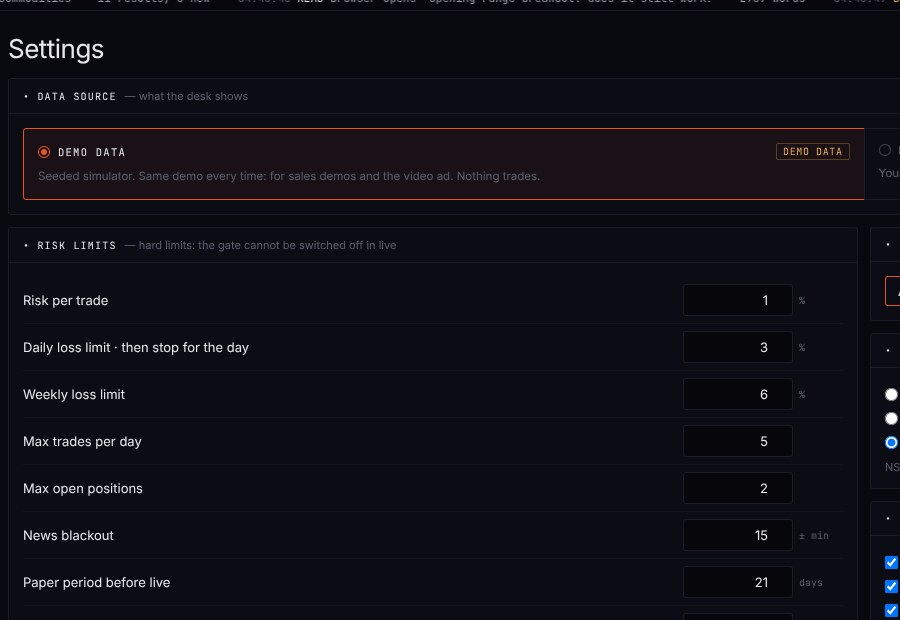 Settings
• DATA SOURCE — what the desk shows
DEMO DATA
DEMO DATA
Seeded simulator. Same demo every time: for sales demos and the video ad. Nothing trades.
You
• RISK LIMITS — hard limits: the gate cannot be switched off in live
Risk per trade 1 %
Daily loss limit · then stop for the day 3 %
Weekly loss limit 6 %
Max trades per day 5
Max open positions 2
NS
News blackout 15 ± min
Paper period before live 21 days